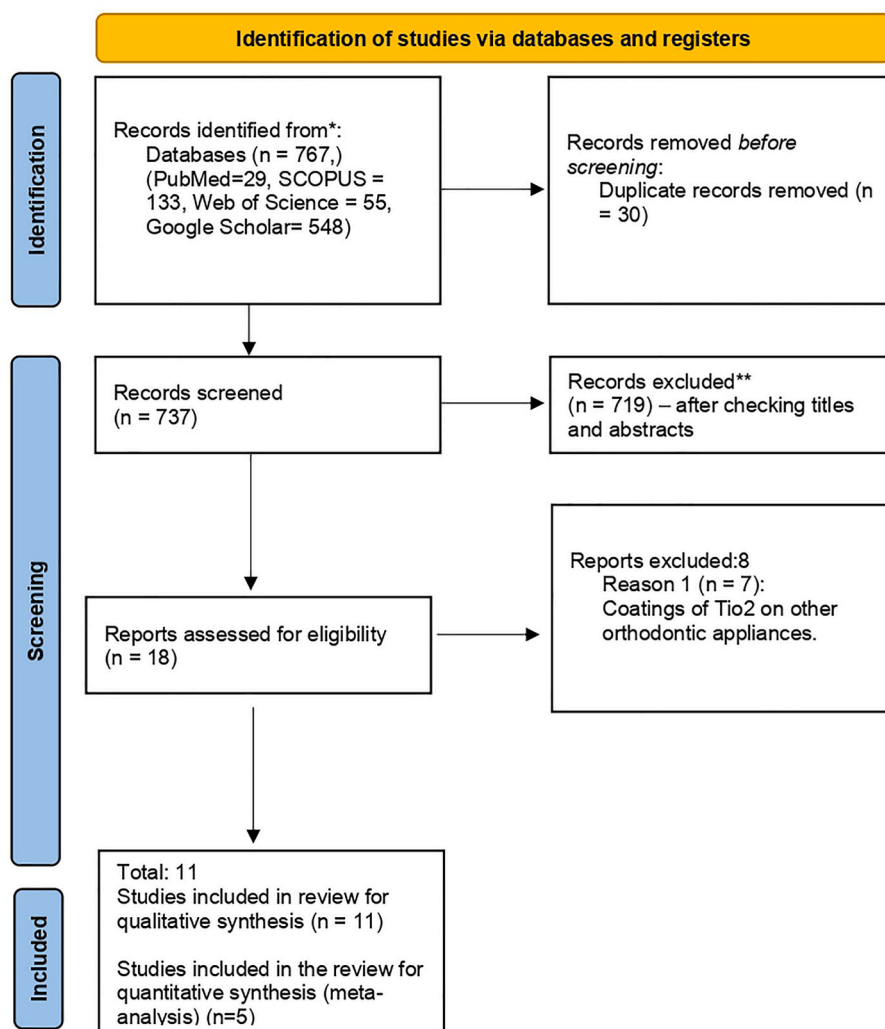 Identification of studies via databases and registers
Identification
Records identified from*:
Databases (n = 767,)
(PubMed=29, SCOPUS =
133, Web of Science = 55,
Google Scholar= 548)
Records removed before
screening:
Duplicate records removed (n
= 30)
Screening
Records screened
(n = 737)
Records excluded**
(n = 719) – after checking titles
and abstracts
Reports assessed for eligibility
(n = 18)
Reports excluded:8
Reason 1 (n = 7):
Coatings of Tio2 on other
orthodontic appliances.
Included
Total: 11
Studies included in review for
qualitative synthesis (n = 11)
Studies included in the review for
quantitative synthesis (meta-
analysis) (n=5)